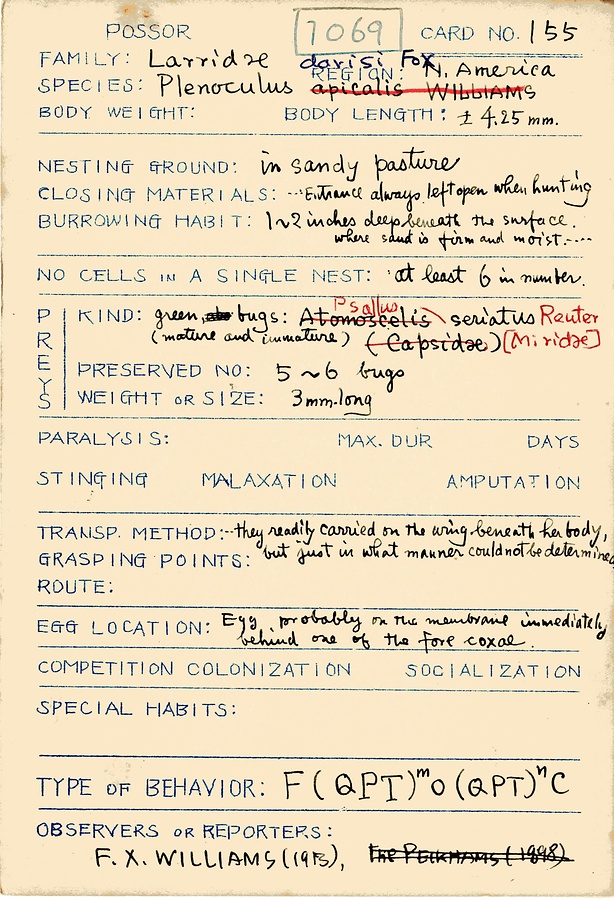 POSSOR 1069 CARD NO. 155
FAMILY: Larridæ davisi Fox REGION: N. America
SPECIES: Plenoculus apicalis WILLIAMS
BODY WEIGHT: BODY LENGTH: ± 4.25 mm.
NESTING GROUND: in sandy pasture
CLOSING MATERIALS: --- Entrance always left open when hunting
BURROWING HABIT: 1~2 inches deep beneath the surface.
where sand is firm and moist.----
NO CELLS IN A SINGLE NEST: at least 6 in number.
PREYS
KIND: green, bugs: Atomoscelis Psallus seriatus Reuter
(mature and immature) (Capsidæ) [Miridæ]
PRESERVED NO: 5~6 bugs
WEIGHT OR SIZE: 3mm.long
PARALYSIS: MAX. DUR DAYS
STINGING MALAXATION AMPUTATION
TRANSP. METHOD:-- they readily carried on the wing beneath her body,
GRASPING POINTS: but just in what manner could not be determined
ROUTE:
EGG LOCATION: Egg, probably on the membrane immediately
behind one of the fore coxae.
COMPETITION COLONIZATION SOCIALIZATION
SPECIAL HABITS:
TYPE OF BEHAVIOR: F(QPT)ᵐO(QPT)ⁿC
OBSERVERS OR REPORTERS:
F. X. WILLIAMS (1913), The PECKHAMS (1898)